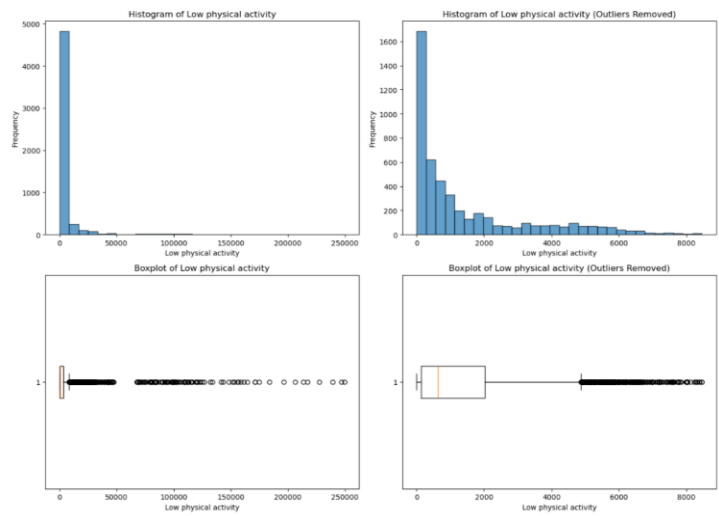 Histogram of Low physical activity
5000
4000
3000
2000
1000
0
Frequency
0 50000 100000 150000 200000 250000
Low physical activity
Histogram of Low physical activity (Outliers Removed)
1600
1400
1200
1000
800
600
400
200
0
Frequency
0 2000 4000 6000 8000
Low physical activity
Boxplot of Low physical activity
1
0 50000 100000 150000 200000 250000
Low physical activity
Boxplot of Low physical activity (Outliers Removed)
1
0 2000 4000 6000 8000
Low physical activity